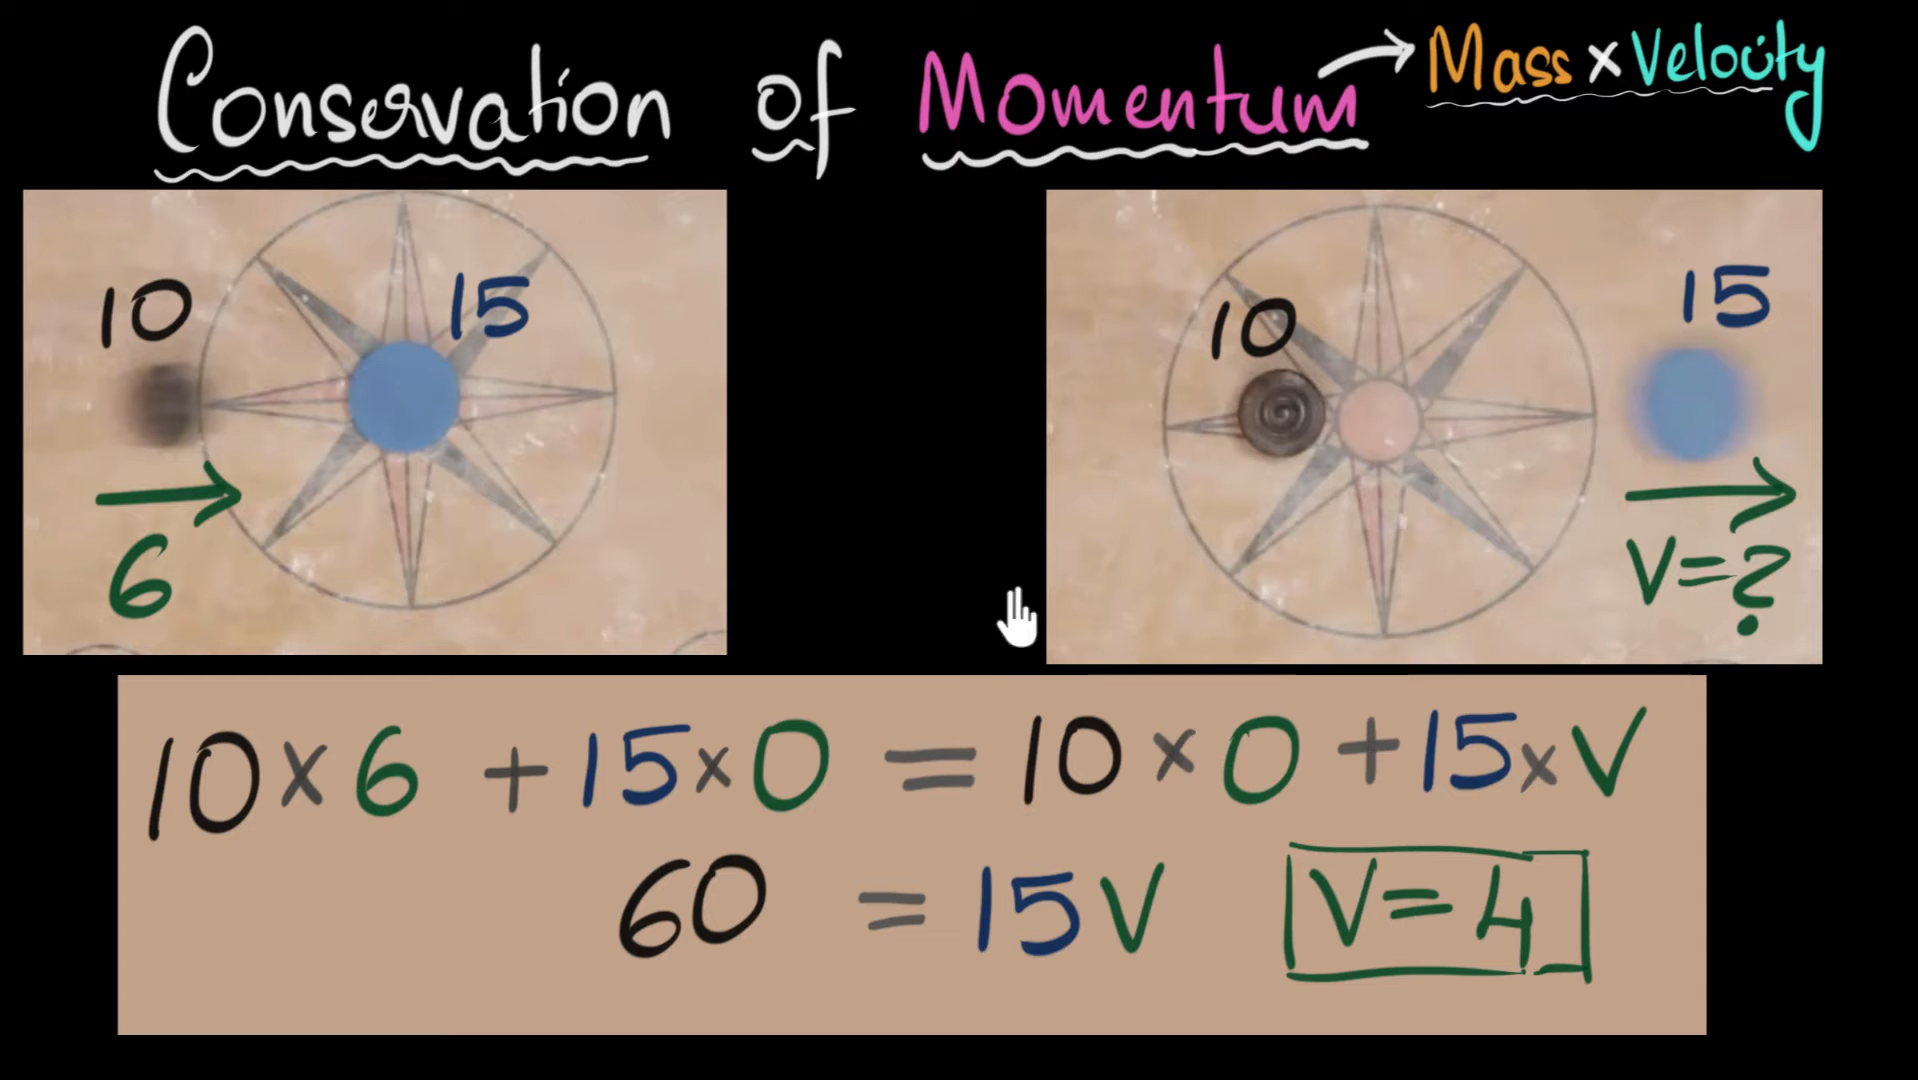 Conservation of Momentum → Mass x Velocity
10
15
6
10
15
V=?
10 x 6 + 15 x 0 = 10 x 0 + 15 x V
60 = 15 V
V=4